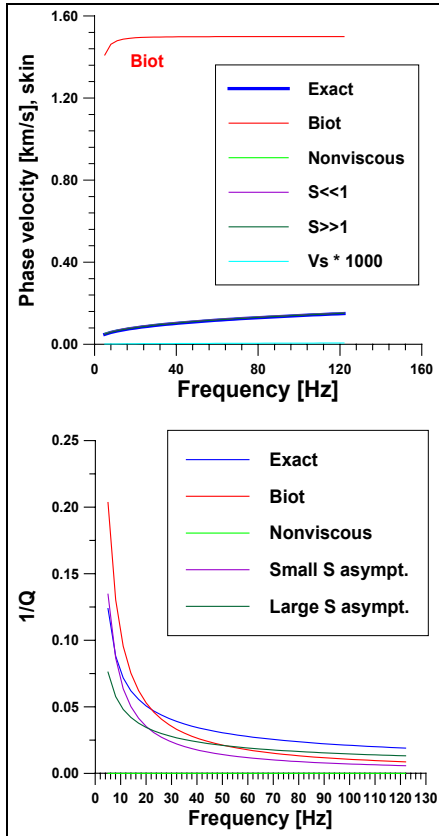 1.60
Biot
1.20
0.80
0.40
0.00
Phase velocity [km/s], skin
Exact
Biot
Nonviscous
S<<1
S>>1
Vs * 1000
0 40 80 120 160
Frequency [Hz]
0.25
0.20
0.15
0.10
0.05
0.00
1/Q
Exact
Biot
Nonviscous
Small S asympt.
Large S asympt.
0 10 20 30 40 50 60 70 80 90 100 110 120 130
Frequency [Hz]